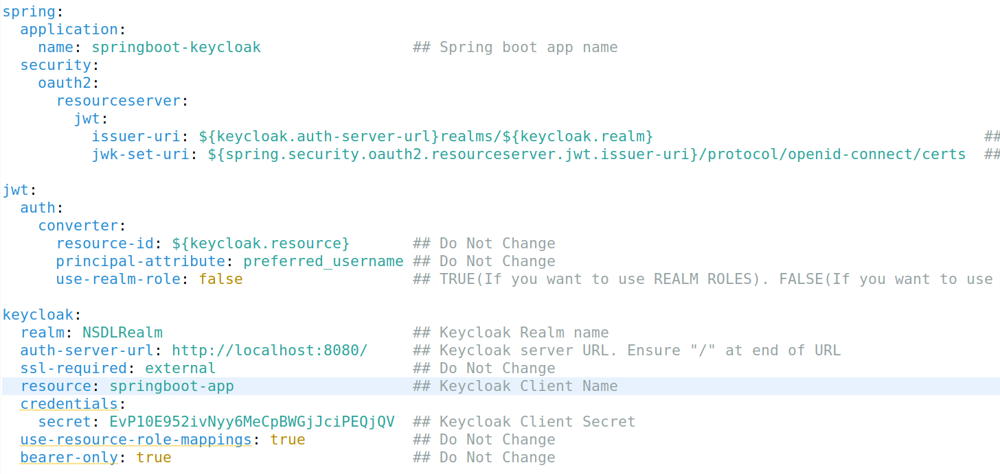 spring:
  application:
    name: springboot-keycloak                 ## Spring boot app name
  security:
    oauth2:
      resourceserver:
        jwt:
          issuer-uri: ${keycloak.auth-server-url}realms/${keycloak.realm}                                     ##
          jwk-set-uri: ${spring.security.oauth2.resourceserver.jwt.issuer-uri}/protocol/openid-connect/certs  ##
jwt:
  auth:
    converter:
      resource-id: ${keycloak.resource}       ## Do Not Change
      principal-attribute: preferred_username ## Do Not Change
      use-realm-role: false                   ## TRUE(If you want to use REALM ROLES). FALSE(If you want to use
keycloak:
  realm: NSDLRealm                            ## Keycloak Realm name
  auth-server-url: http://localhost:8080/     ## Keycloak server URL. Ensure "/" at end of URL
  ssl-required: external                      ## Do Not Change
  resource: springboot-app                    ## Keycloak Client Name
  credentials:
    secret: EvP10E952ivNyy6MeCpBWGjJciPEQjQV  ## Keycloak Client Secret
  use-resource-role-mappings: true            ## Do Not Change
  bearer-only: true                           ## Do Not Change